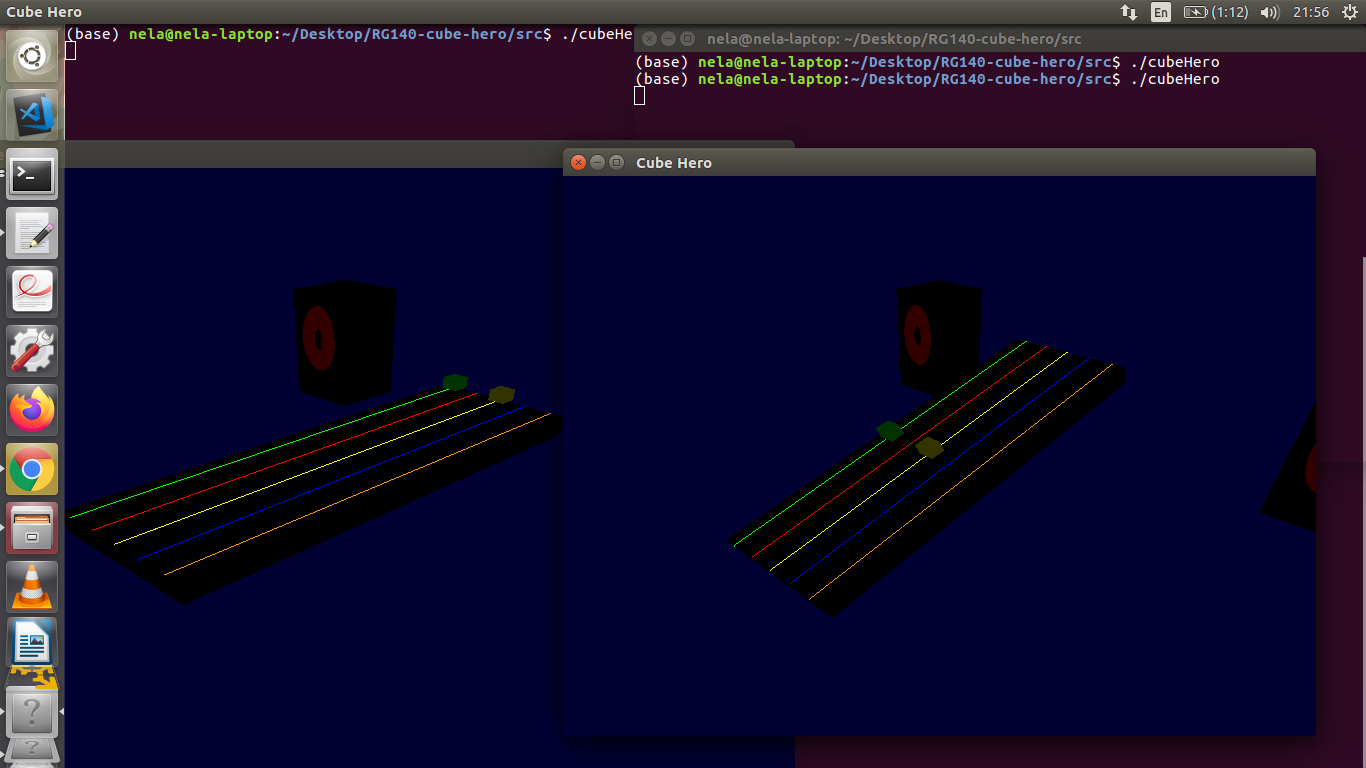 Cube Hero
En
(1:12)
21:56
(base) nela@nela-laptop:~/Desktop/RG140-cube-hero/src$ ./cubeHe
nela@nela-laptop: ~/Desktop/RG140-cube-hero/src
(base) nela@nela-laptop:~/Desktop/RG140-cube-hero/src$ ./cubeHero
(base) nela@nela-laptop:~/Desktop/RG140-cube-hero/src$ ./cubeHero
Cube Hero